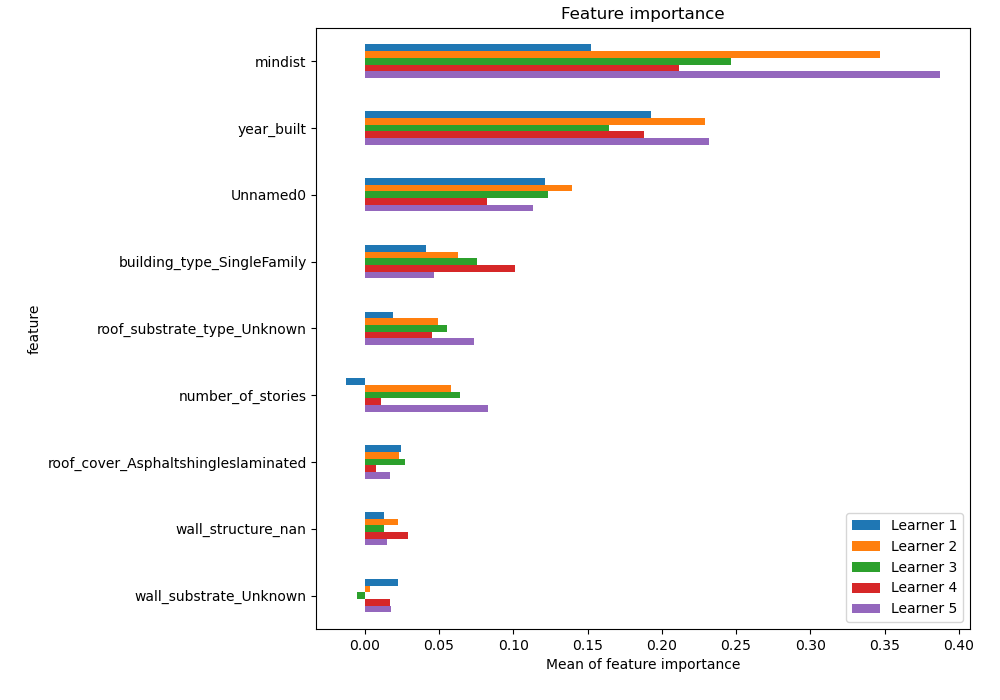 Feature importance
feature
mindist
year_built
Unnamed0
building_type_SingleFamily
roof_substrate_type_Unknown
number_of_stories
roof_cover_Asphaltshingleslaminated
wall_structure_nan
wall_substrate_Unknown
Learner 1
Learner 2
Learner 3
Learner 4
Learner 5
0.00 0.05 0.10 0.15 0.20 0.25 0.30 0.35 0.40
Mean of feature importance